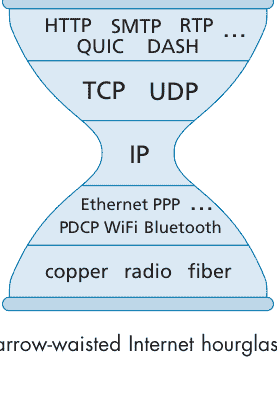 HTTP SMTP RTP ...
QUIC DASH
TCP UDP
IP
Ethernet PPP ...
PDCP WiFi Bluetooth
copper radio fiber
arrow-waisted Internet hourglas